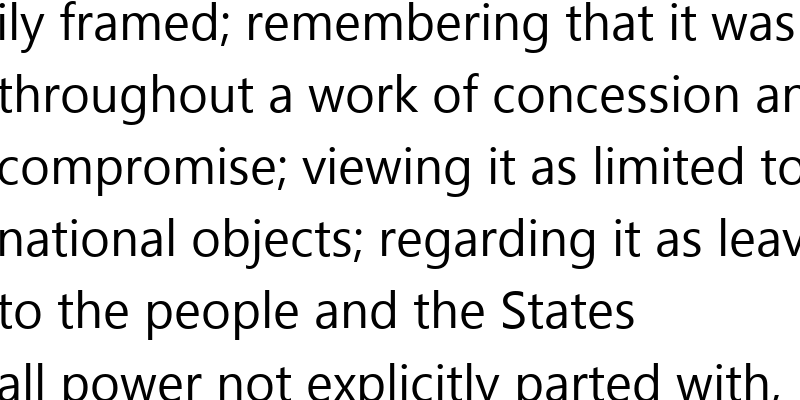 ily framed; remembering that it was
throughout a work of concession an
compromise; viewing it as limited to
national objects; regarding it as leav
to the people and the States
all power not explicitly parted with,